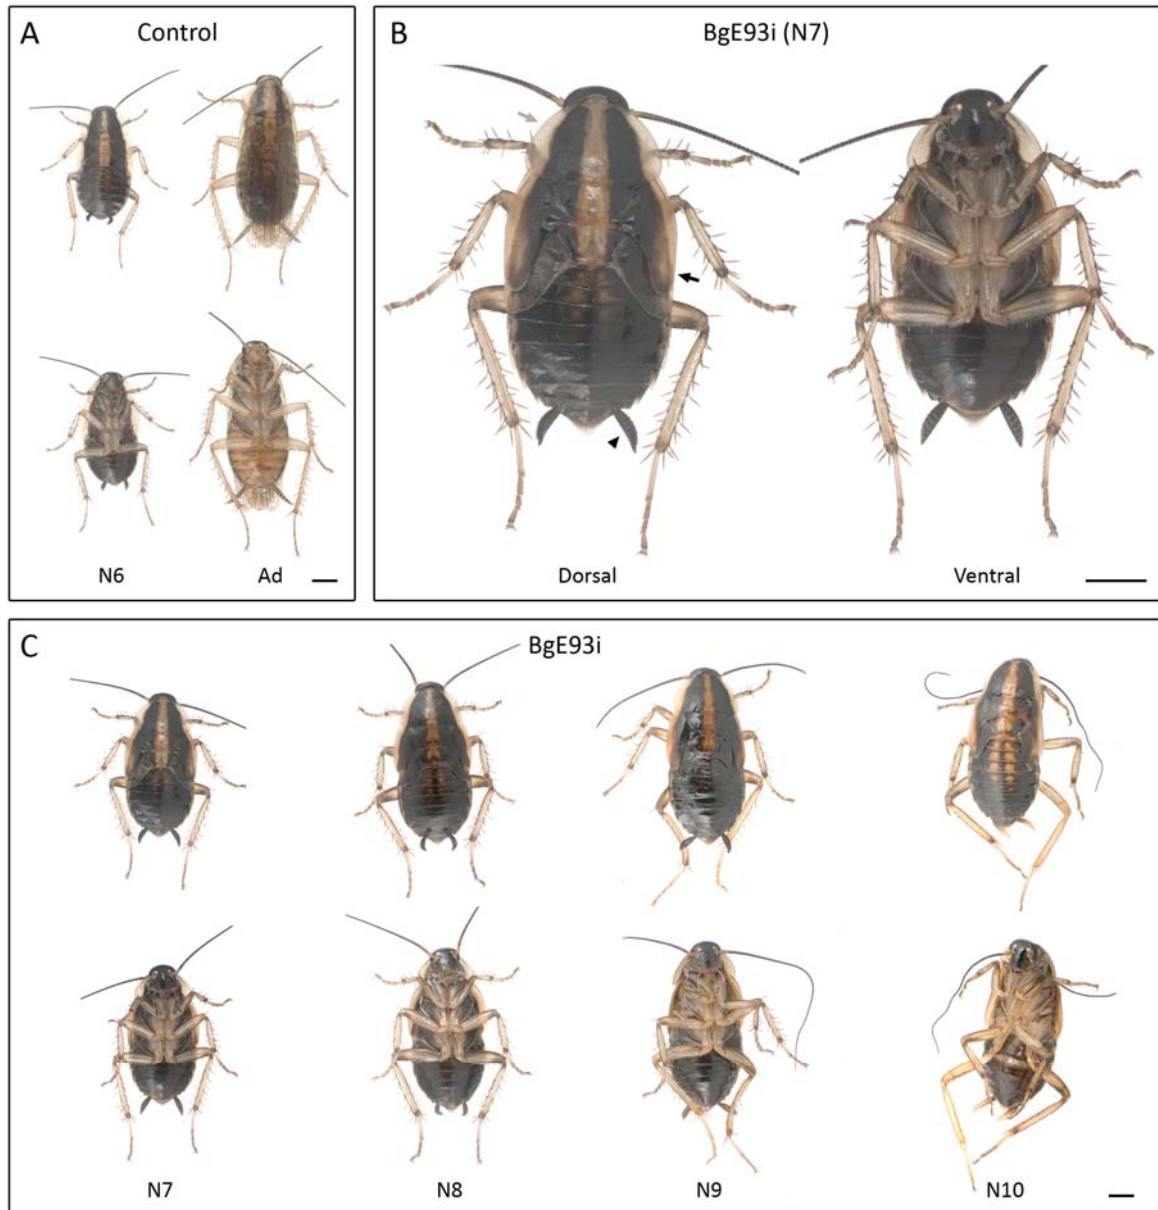 A
Control
N6
Ad
B
BgE93i (N7)
Dorsal
Ventral
C
BgE93i
N7
N8
N9
N10